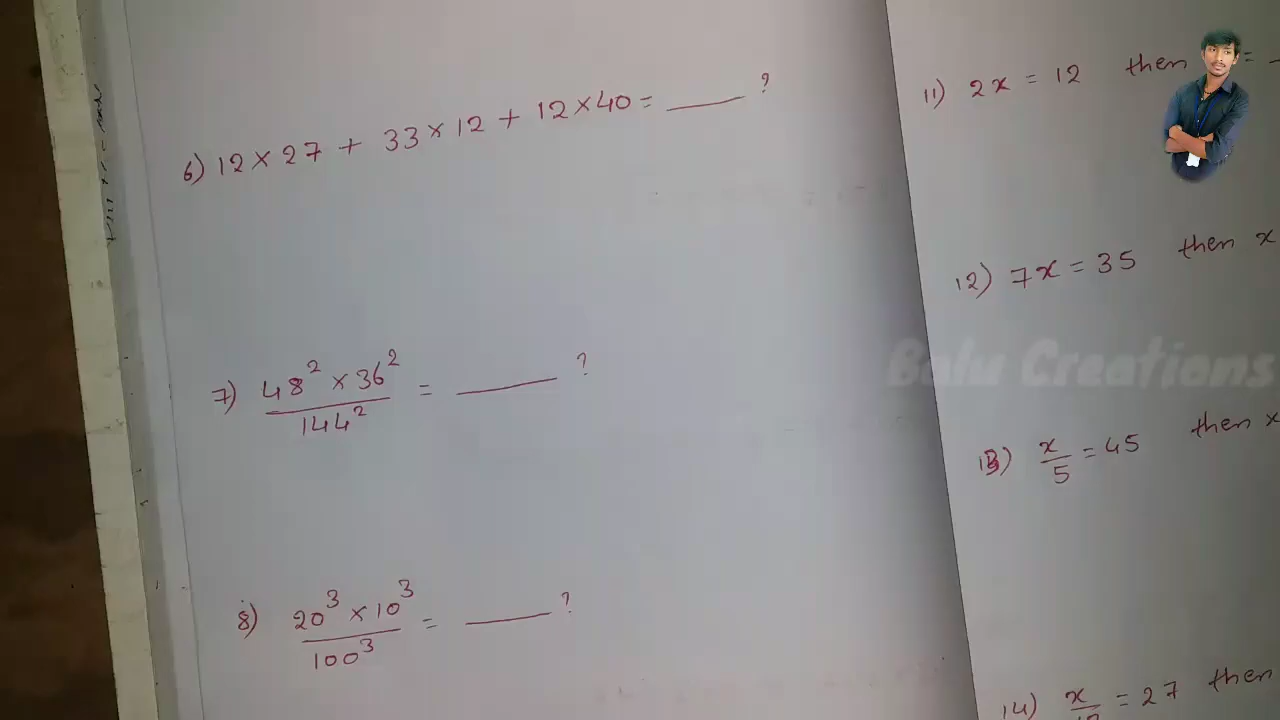 6) 12 × 27 + 33 × 12 + 12 × 40 = ____ ?
7) 48² × 36² / 144² = ____ ?
8) 20³ × 10³ / 100³ = ____ ?
11) 2x = 12 then =
12) 7x = 35 then x
Balu Creations
13) x/5 = 45 then x
14) x/ = 27 then